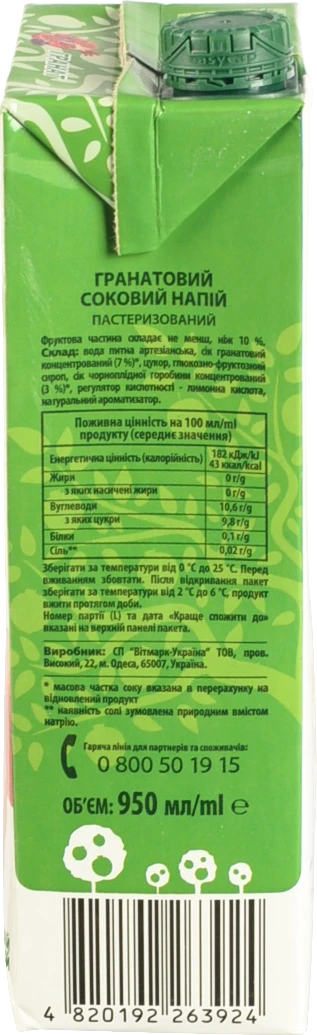 ГРАНАТ
easy cap
ГРАНАТОВИЙ
СОКОВИЙ НАПІЙ
ПАСТЕРИЗОВАНИЙ
Фруктова частина складає не менш, ніж 10 %.
Склад: вода питна артезіанська, сік гранатовий
концентрований (7 %)*, цукор, глюкозно-фруктозний
сироп, сік чорноплідної горобини концентрований
(3 %)*, регулятор кислотності - лимонна кислота,
натуральний ароматизатор.
Поживна цінність на 100 мл/ml
продукту (середнє значення)
Енергетична цінність (калорійність) 182 кДж/kJ
43 ккал/kcal
Жири 0 г/g
з яких насичені жири 0 г/g
Вуглеводи 10,6 г/g
з яких цукри 9,8 г/g
Білки 0,1 г/g
Сіль** 0,02 г/g
Зберігати за температури від 0 °С до 25 °С. Перед
вживанням збовтати. Після відкривання пакет
зберігати за температури від 2 °С до 6 °С, продукт
вжити протягом доби.
Номер партії (L) та дата «Краще спожити до»
вказані на верхній панелі пакета.
Виробник: СП "Вітмарк-Україна" ТОВ, пров.
Високий, 22, м. Одеса, 65007, Україна.
* масова частка соку вказана в перерахунку на
відновлений продукт
** наявність солі зумовлена природним вмістом
натрію.
Гаряча лінія для партнерів та споживачів:
0 800 50 19 15
ОБ'ЄМ: 950 мл/ml ℮
4 820192 263924